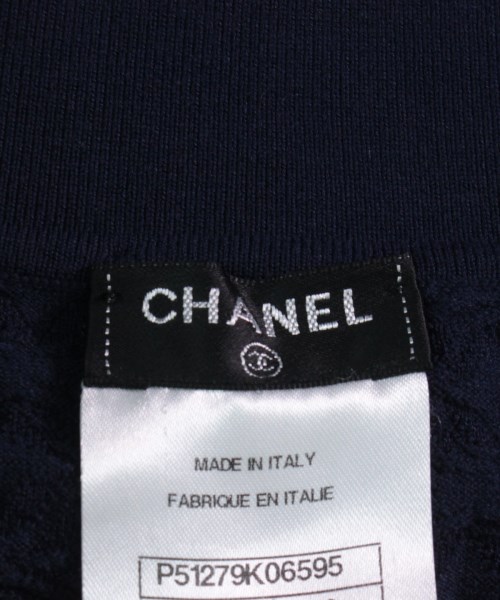 CHANEL
MADE IN ITALY
FABRIQUE EN ITALIE
P51279K06595